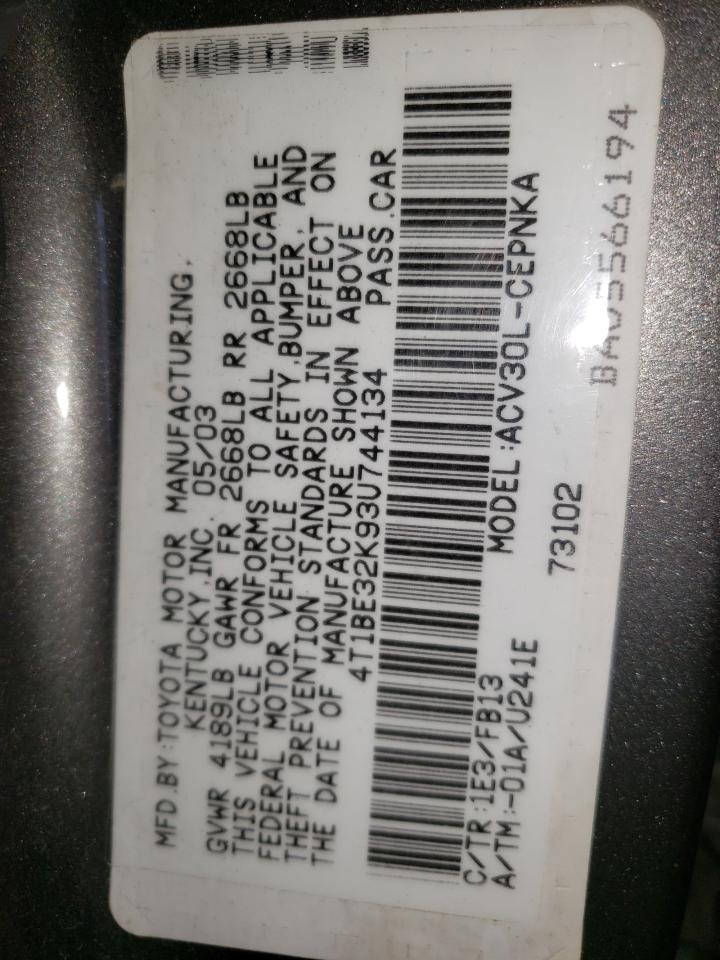 MFD.BY:TOYOTA MOTOR MANUFACTURING,
KENTUCKY,INC. 05/03
GVWR 4189LB GAWR FR 2668LB RR 2668LB
THIS VEHICLE CONFORMS TO ALL APPLICABLE
FEDERAL MOTOR VEHICLE SAFETY,BUMPER, AND
THEFT PREVENTION STANDARDS IN EFFECT ON
THE DATE OF MANUFACTURE SHOWN ABOVE
4T1BE32K93U744134 PASS.CAR
C/TR:1E3/FB13 MODEL:ACV30L-CEPNKA
A/TM:-01A/U241E
73102
BA05566194